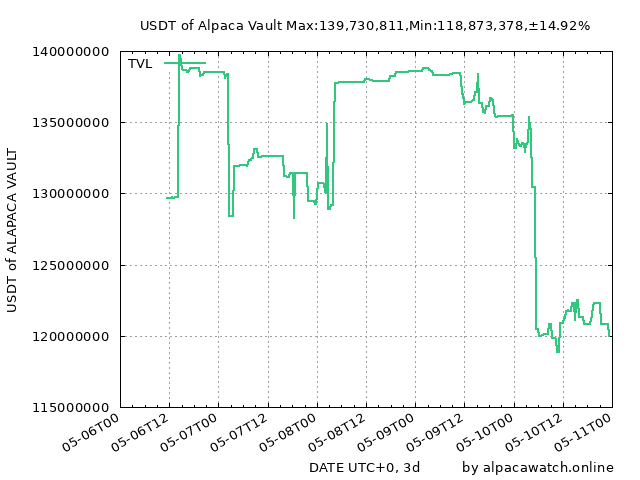 USDT of Alpaca Vault Max:139,730,811,Min:118,873,378,±14.92%
TVL
140000000
135000000
130000000
125000000
120000000
115000000
USDT of ALAPACA VAULT
05-06T00
05-06T12
05-07T00
05-07T12
05-08T00
05-08T12
05-09T00
05-09T12
05-10T00
05-10T12
05-11T00
DATE UTC+0, 3d
by alpacawatch.online